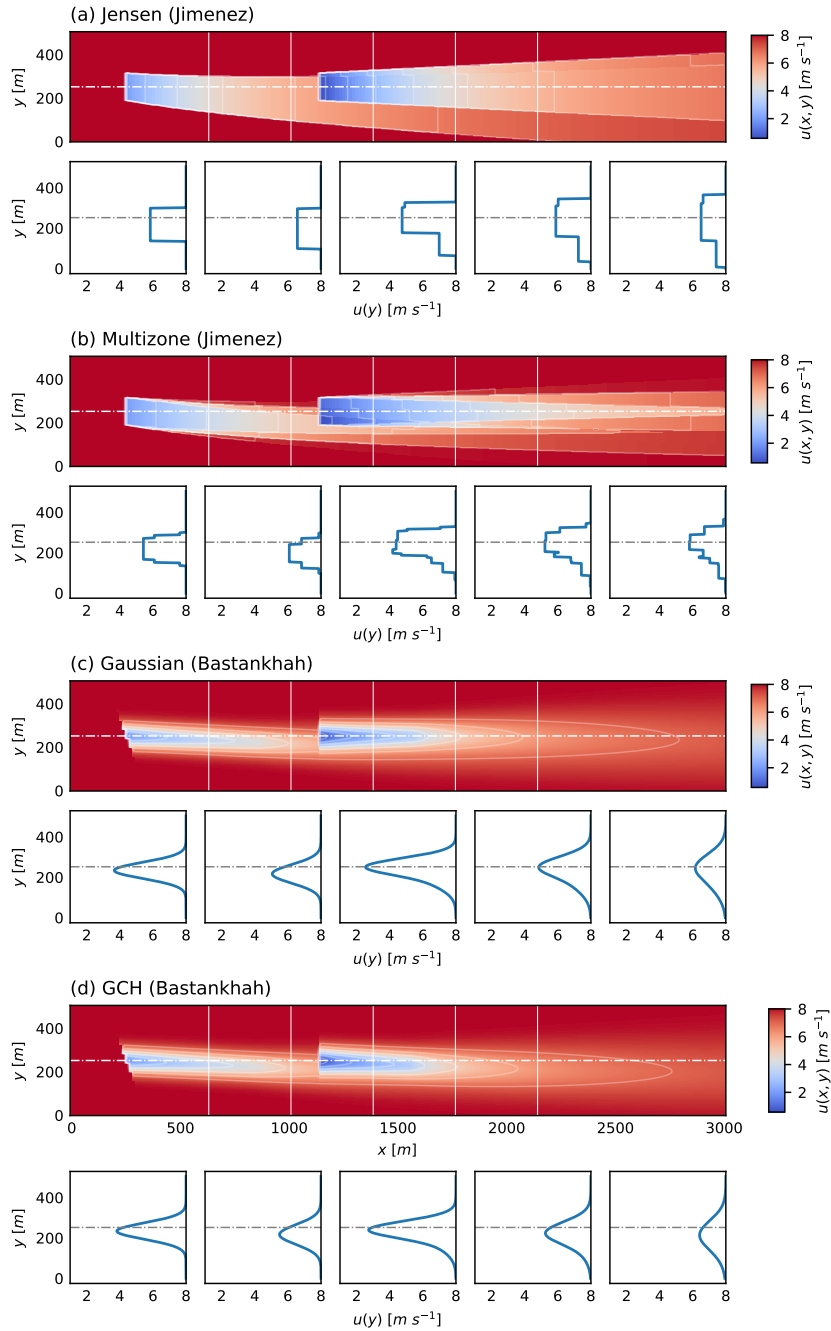 (a) Jensen (Jimenez)
y [m]
400
200
0
8
6
4
2
u(x, y) [m s⁻¹]
y [m]
400
200
0
2 4 6 8 2 4 6 8 2 4 6 8 2 4 6 8 2 4 6 8
u(y) [m s⁻¹]
(b) Multizone (Jimenez)
y [m]
400
200
0
8
6
4
2
u(x, y) [m s⁻¹]
y [m]
400
200
0
2 4 6 8 2 4 6 8 2 4 6 8 2 4 6 8 2 4 6 8
u(y) [m s⁻¹]
(c) Gaussian (Bastankhah)
y [m]
400
200
0
8
6
4
2
u(x, y) [m s⁻¹]
y [m]
400
200
0
2 4 6 8 2 4 6 8 2 4 6 8 2 4 6 8 2 4 6 8
u(y) [m s⁻¹]
(d) GCH (Bastankhah)
y [m]
400
200
0
8
6
4
2
u(x, y) [m s⁻¹]
0 500 1000 1500 2000 2500 3000
x [m]
y [m]
400
200
0
2 4 6 8 2 4 6 8 2 4 6 8 2 4 6 8 2 4 6 8
u(y) [m s⁻¹]